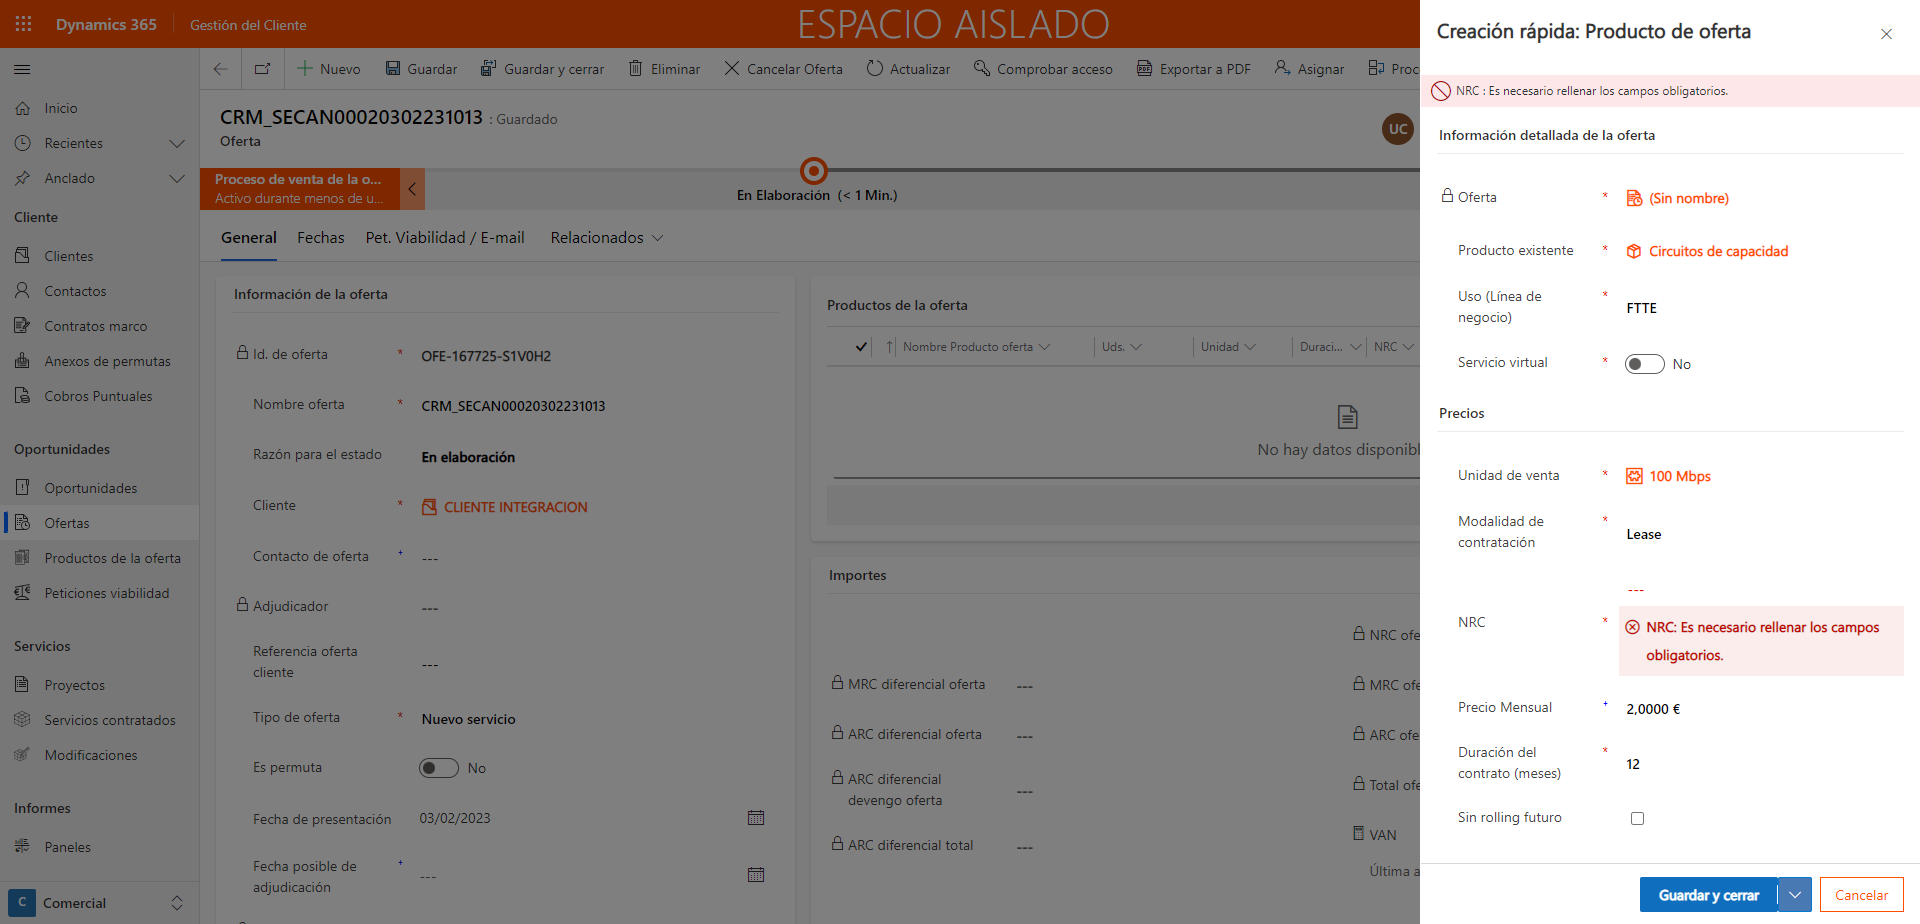 Dynamics 365
Gestión del Cliente
ESPACIO AISLADO
Nuevo
Guardar
Guardar y cerrar
Eliminar
Cancelar Oferta
Actualizar
Comprobar acceso
Exportar a PDF
Asignar
Proc
Inicio
Recientes
Anclado
Cliente
Clientes
Contactos
Contratos marco
Anexos de permutas
Cobros Puntuales
Oportunidades
Oportunidades
Ofertas
Productos de la oferta
Peticiones viabilidad
Servicios
Proyectos
Servicios contratados
Modificaciones
Informes
Paneles
C Comercial
CRM_SECAN00020302231013 : Guardado
Oferta
UC
Proceso de venta de la o...
Activo durante menos de u...
En Elaboración (< 1 Min.)
General
Fechas
Pet. Viabilidad / E-mail
Relacionados
Información de la oferta
Id. de oferta * OFE-167725-S1V0H2
Nombre oferta * CRM_SECAN00020302231013
Razón para el estado En elaboración
Cliente * CLIENTE INTEGRACION
Contacto de oferta + ---
Adjudicador ---
Referencia oferta
cliente
---
Tipo de oferta * Nuevo servicio
Es permuta No
Fecha de presentación 03/02/2023
Fecha posible de
adjudicación
+ ---
Productos de la oferta
Nombre Producto oferta
Uds.
Unidad
Duraci...
NRC
No hay datos disponibl
Importes
MRC diferencial oferta ---
ARC diferencial oferta ---
ARC diferencial
devengo oferta
---
ARC diferencial total ---
NRC ofe
MRC ofe
ARC ofe
Total ofe
VAN
Última a
Creación rápida: Producto de oferta
NRC : Es necesario rellenar los campos obligatorios.
Información detallada de la oferta
Oferta * (Sin nombre)
Producto existente * Circuitos de capacidad
Uso (Línea de
negocio)
* FTTE
Servicio virtual * No
Precios
Unidad de venta * 100 Mbps
Modalidad de
contratación
* Lease
---
NRC *
NRC: Es necesario rellenar los campos
obligatorios.
Precio Mensual + 2,0000 €
Duración del
contrato (meses)
* 12
Sin rolling futuro
Guardar y cerrar
Cancelar